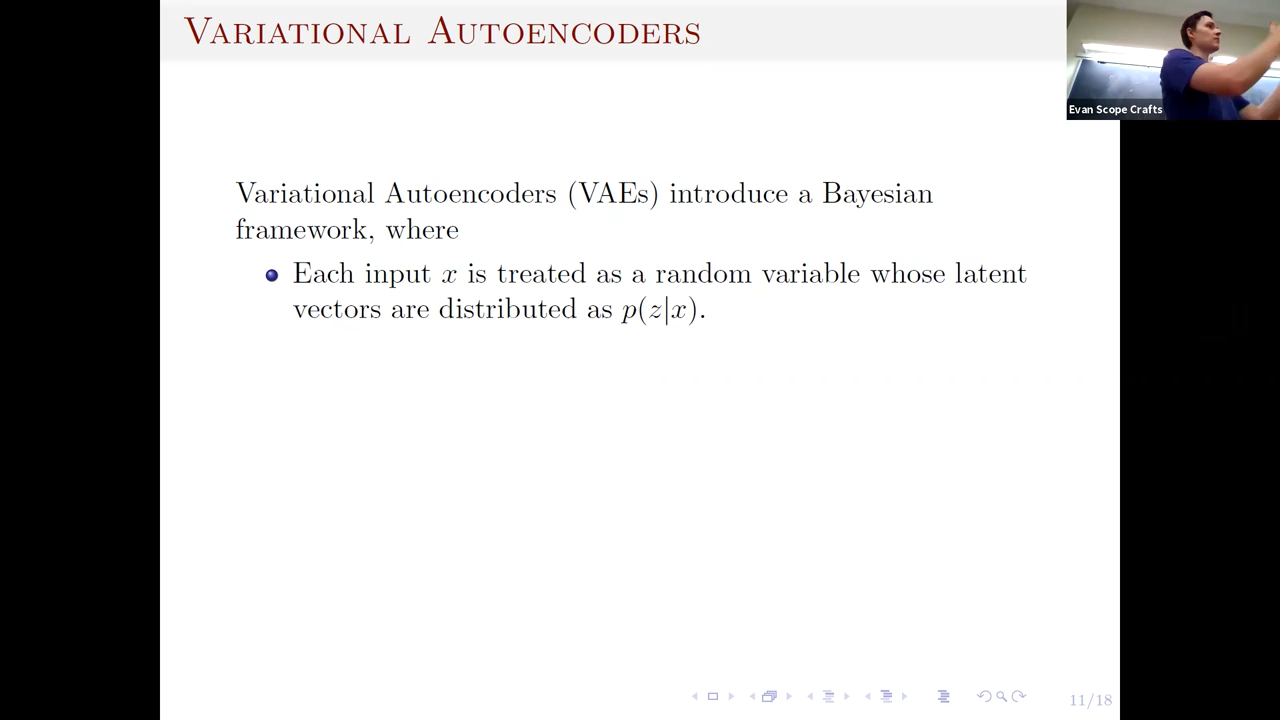 VARIATIONAL AUTOENCODERS
Evan Scope Crafts
Variational Autoencoders (VAEs) introduce a Bayesian
framework, where
Each input x is treated as a random variable whose latent
vectors are distributed as p(z|x).
11/18